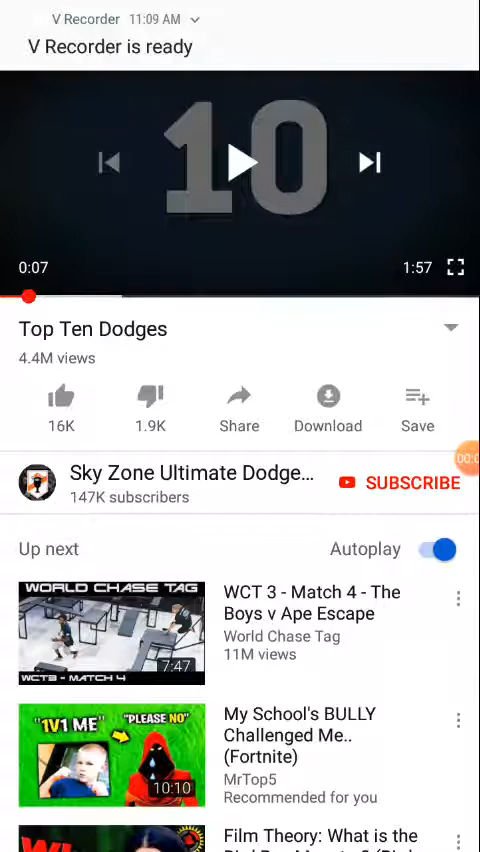 V Recorder 11:09 AM
V Recorder is ready
10
0:07
1:57
Top Ten Dodges
4.4M views
16K
1.9K
Share
Download
Save
Sky Zone Ultimate Dodge...
147K subscribers
SUBSCRIBE
Up next
Autoplay
WORLD CHASE TAG
7:47
WCT3 - MATCH 4
WCT 3 - Match 4 - The
Boys v Ape Escape
World Chase Tag
11M views
"1V1 ME"
"PLEASE NO"
10:10
My School's BULLY
Challenged Me..
(Fortnite)
MrTop5
Recommended for you
Film Theory: What is the